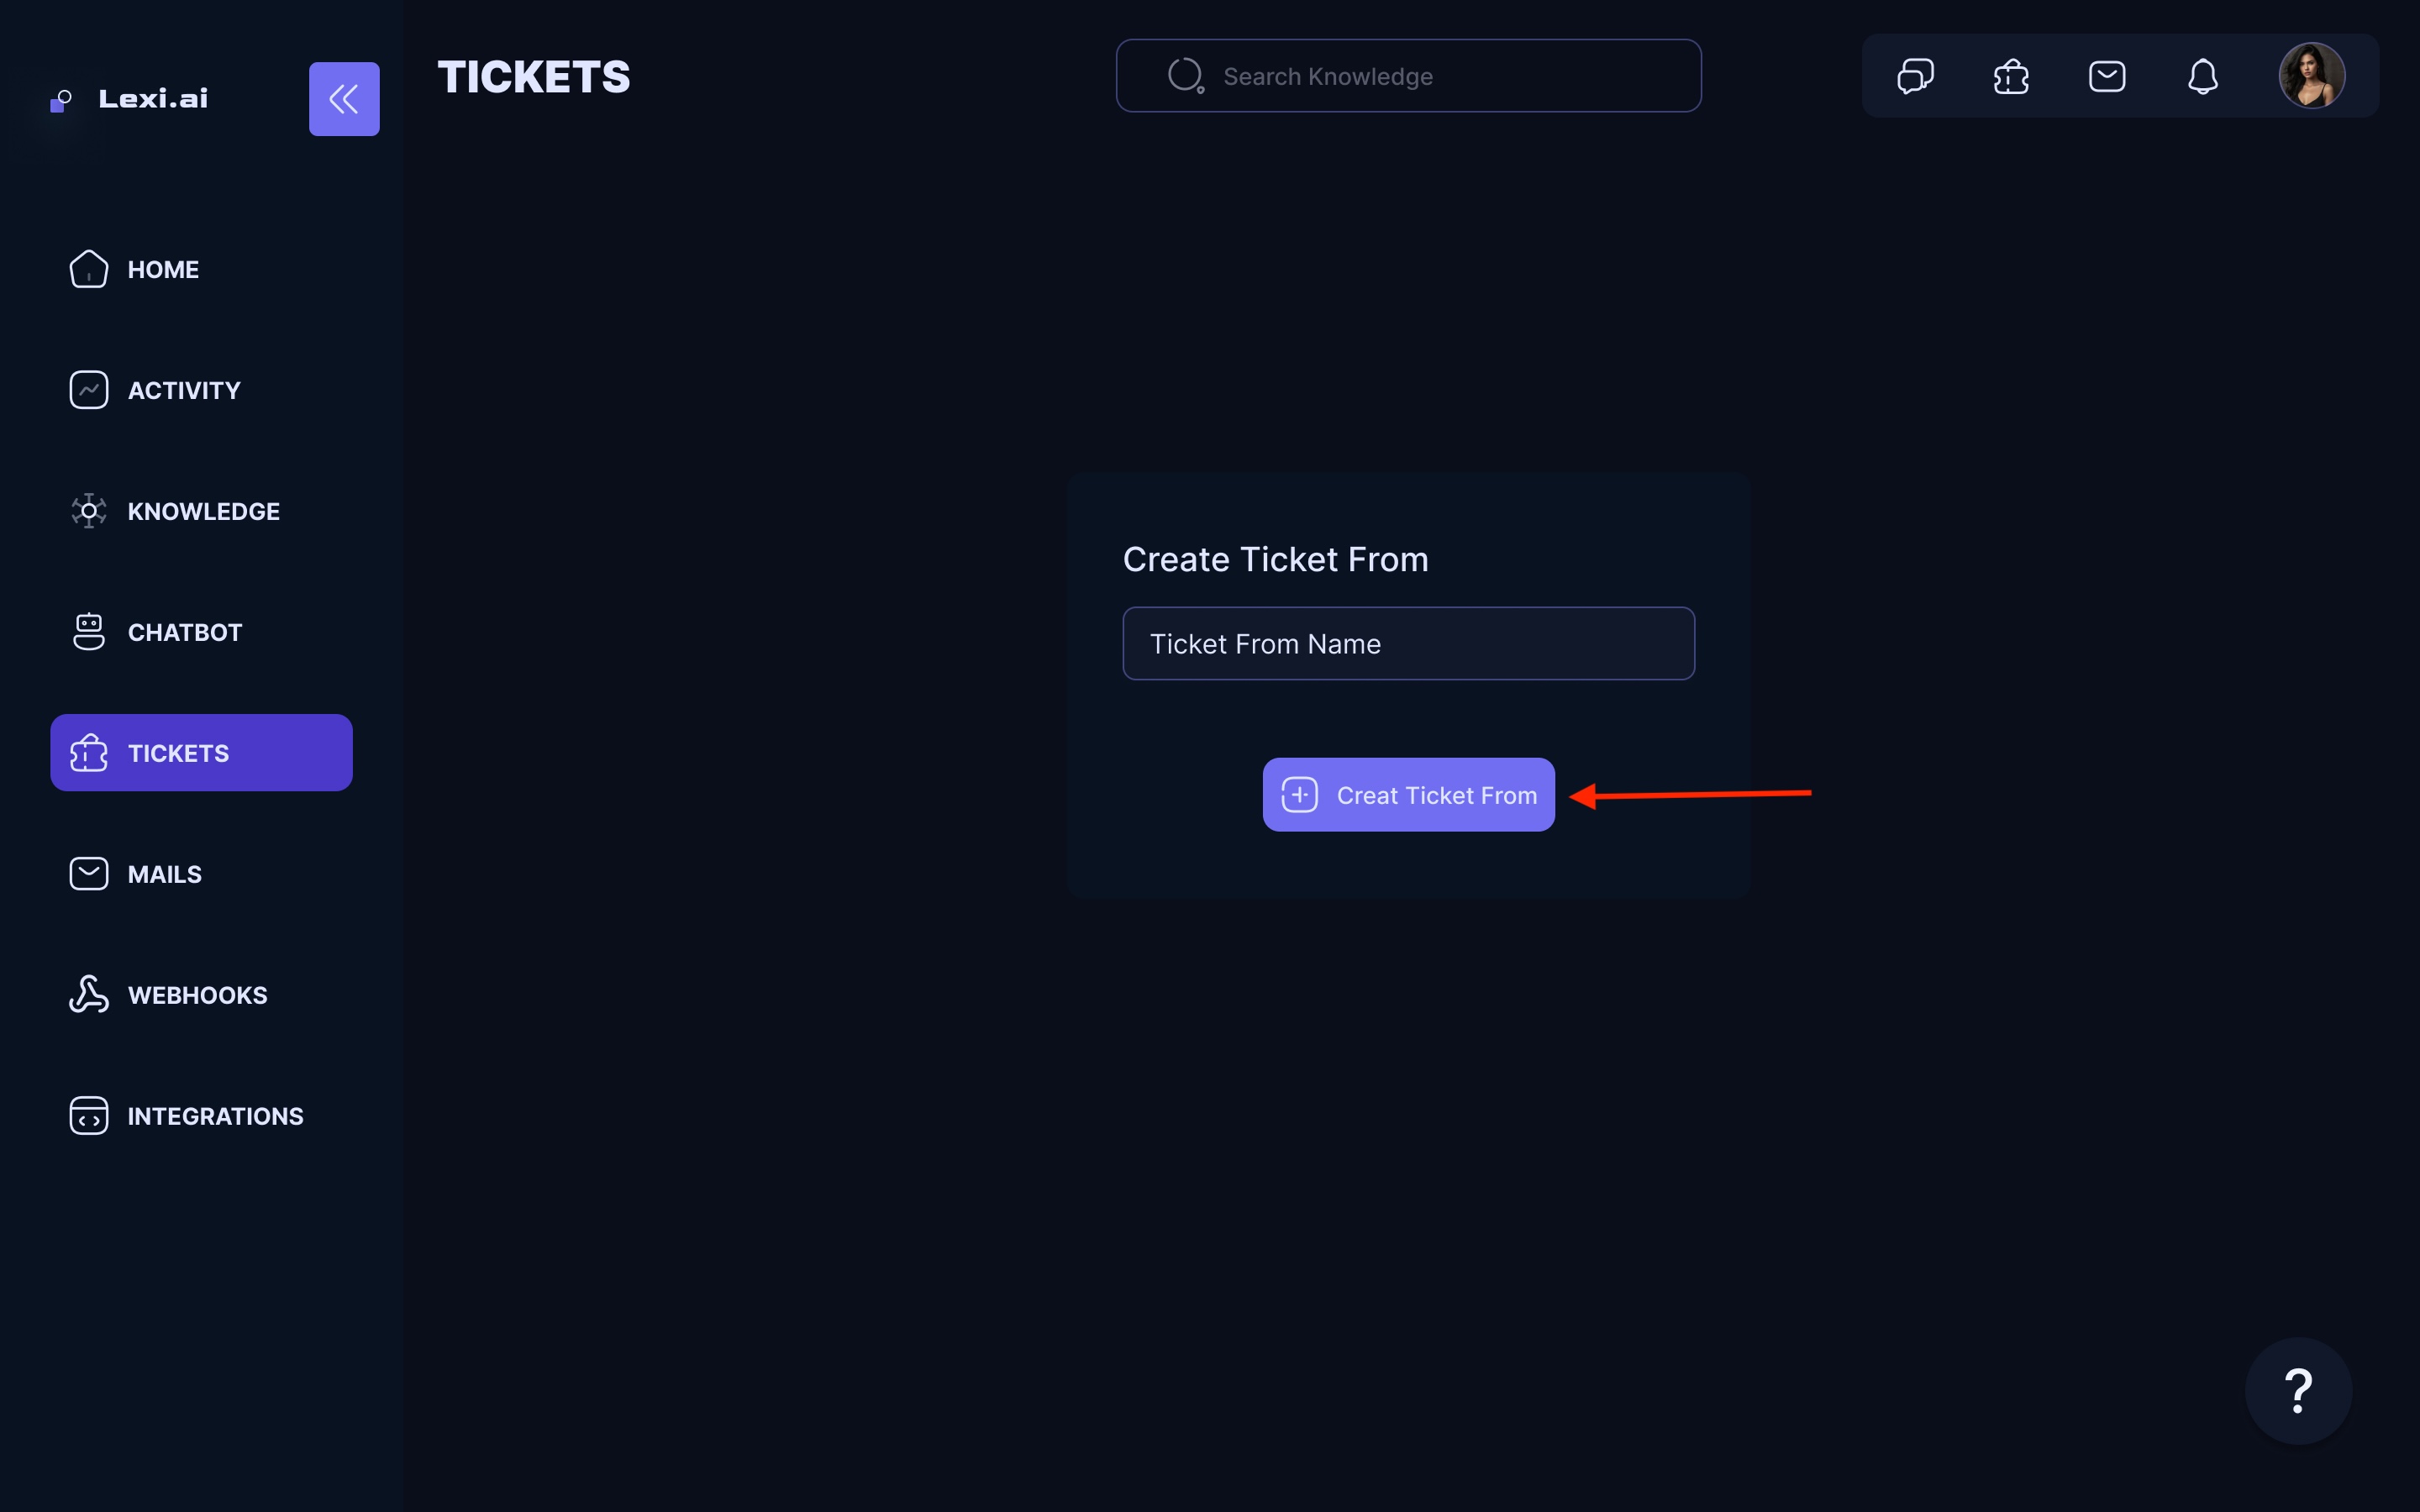 Lexi.ai
TICKETS
Search Knowledge
HOME
ACTIVITY
KNOWLEDGE
CHATBOT
TICKETS
MAILS
WEBHOOKS
INTEGRATIONS
Create Ticket From
Ticket From Name
Creat Ticket From
?